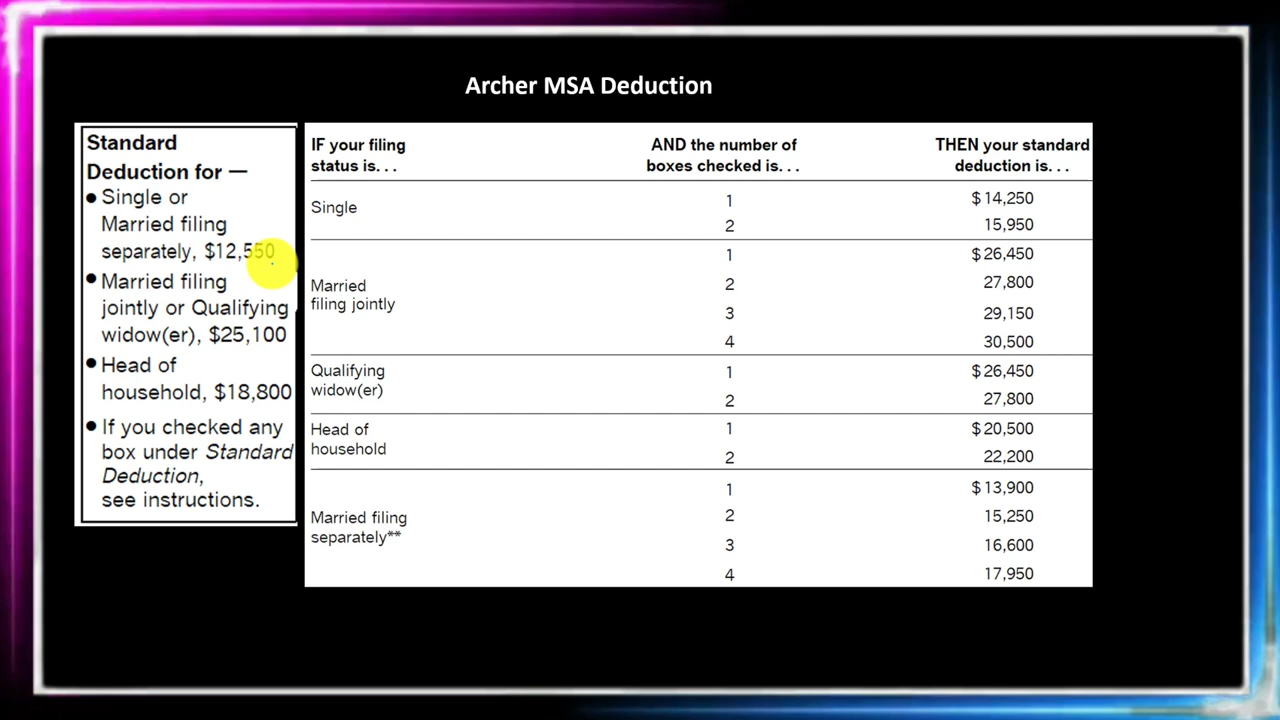 Archer MSA Deduction
Standard
Deduction for —
● Single or
Married filing
separately, $12,550
● Married filing
jointly or Qualifying
widow(er), $25,100
● Head of
household, $18,800
● If you checked any
box under Standard
Deduction,
see instructions.
IF your filing status is. . . AND the number of boxes checked is. . . THEN your standard deduction is. . .
Single 1 $14,250
2 15,950
Married filing jointly 1 $26,450
2 27,800
3 29,150
4 30,500
Qualifying widow(er) 1 $26,450
2 27,800
Head of household 1 $20,500
2 22,200
Married filing separately** 1 $13,900
2 15,250
3 16,600
4 17,950